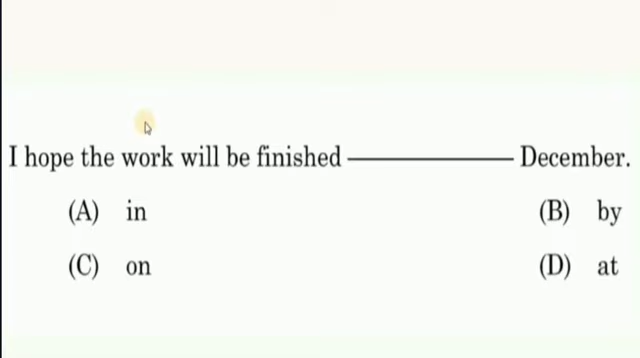 I hope the work will be finished ———— December.
(A) in (B) by
(C) on (D) at